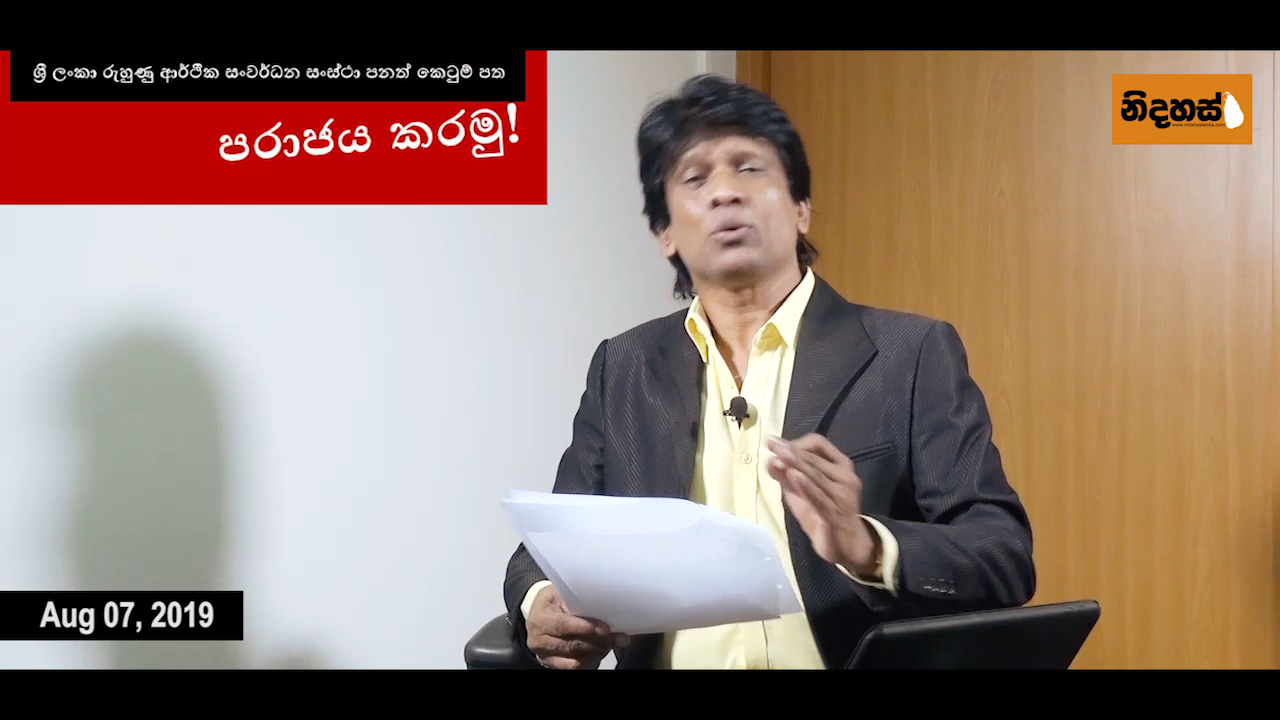 ශ්‍රී ලංකා රුහුණු ආර්ථික සංවර්ධන සංස්ථා පනත් කෙටුම් පත
පරාජය කරමු!
නිදහස්
Aug 07, 2019